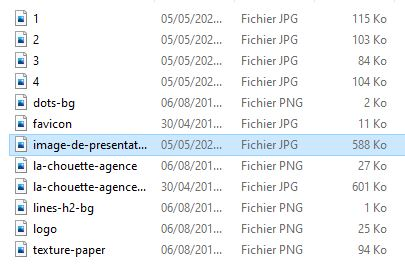 1 05/05/202... Fichier JPG 115 Ko
2 05/05/202... Fichier JPG 103 Ko
3 05/05/202... Fichier JPG 84 Ko
4 05/05/202... Fichier JPG 104 Ko
dots-bg 06/08/201... Fichier PNG 2 Ko
favicon 30/04/201... Fichier JPG 11 Ko
image-de-presentat... 05/05/202... Fichier JPG 588 Ko
la-chouette-agence 06/08/201... Fichier PNG 27 Ko
la-chouette-agence... 30/04/201... Fichier JPG 601 Ko
lines-h2-bg 06/08/201... Fichier PNG 1 Ko
logo 06/08/201... Fichier PNG 25 Ko
texture-paper 06/08/201... Fichier PNG 94 Ko